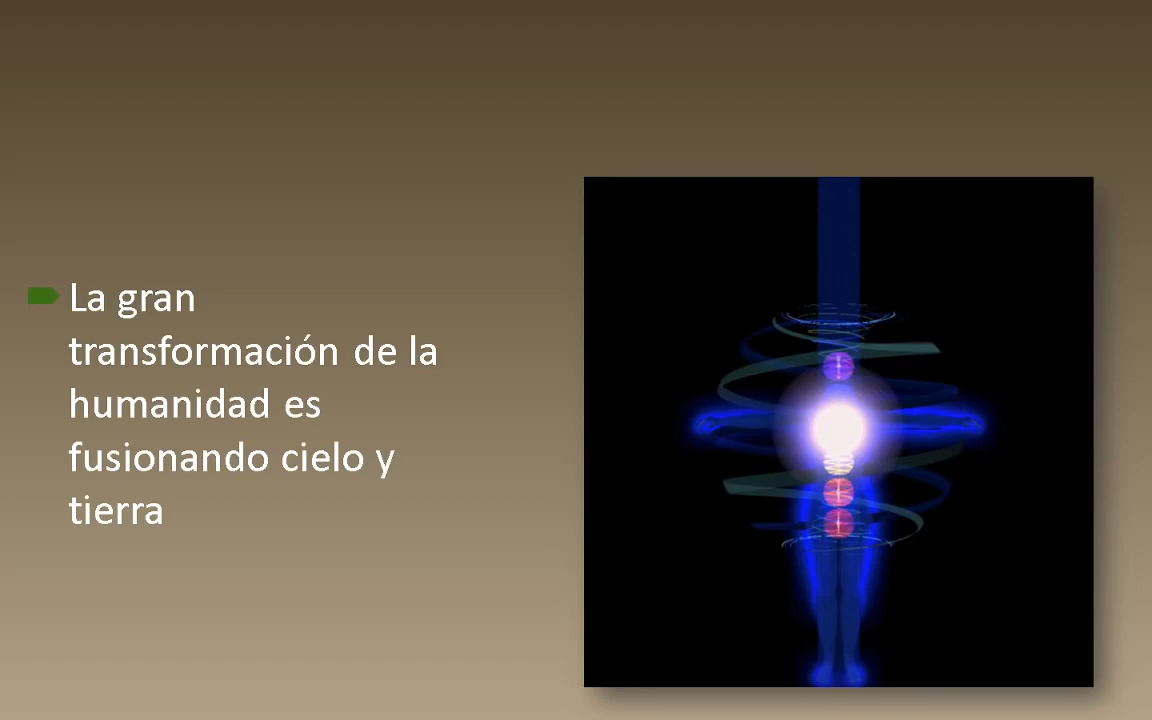 La gran
transformación de la
humanidad es
fusionando cielo y
tierra